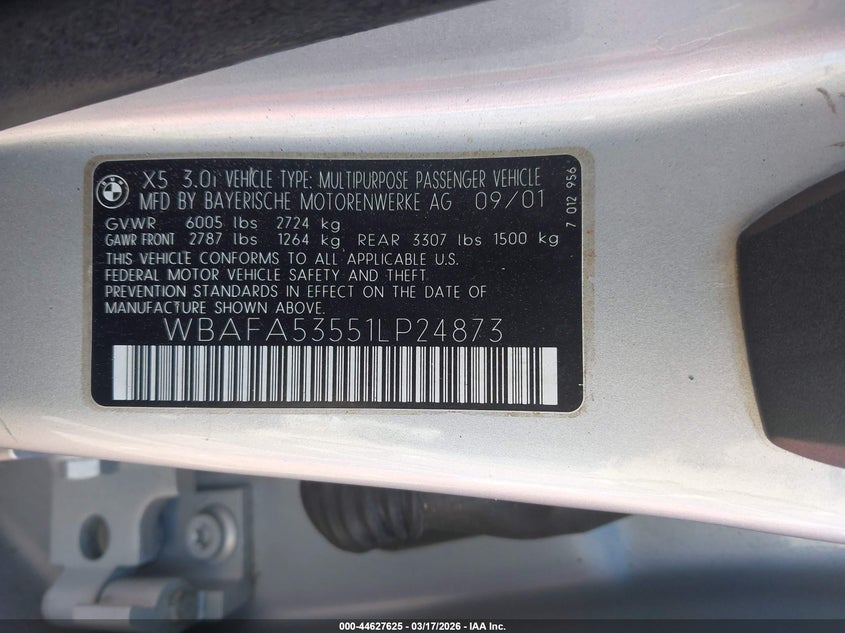 X5 3.0i VEHICLE TYPE: MULTIPURPOSE PASSENGER VEHICLE
MFD BY BAYERISCHE MOTORENWERKE AG 09/01
GVWR 6005 lbs 2724 kg
GAWR FRONT 2787 lbs 1264 kg REAR 3307 lbs 1500 kg
THIS VEHICLE CONFORMS TO ALL APPLICABLE U.S.
FEDERAL MOTOR VEHICLE SAFETY AND THEFT
PREVENTION STANDARDS IN EFFECT ON THE DATE OF
MANUFACTURE SHOWN ABOVE.
WBAFA53551LP24873
7 012 956
000-44627625 - 03/17/2026 - IAA Inc.